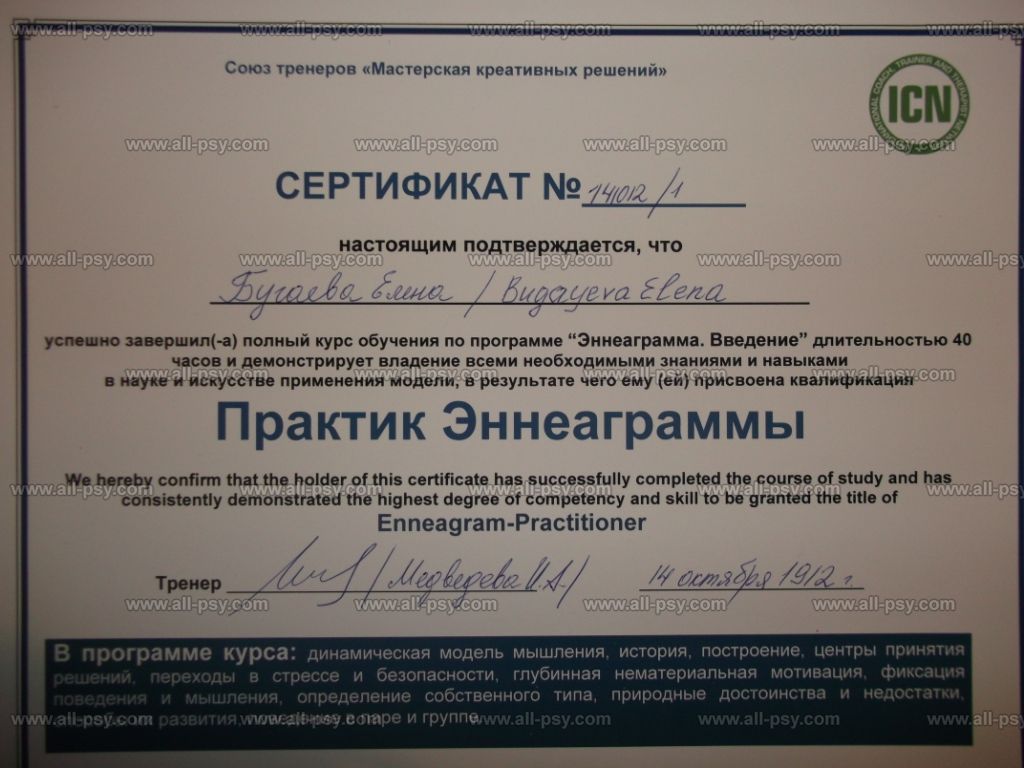 Союз тренеров «Мастерская креативных решений»
ICN
СЕРТИФИКАТ № 14012/1
настоящим подтверждается, что
Бугаева Елена / Bugayeva Elena
успешно завершил(-а) полный курс обучения по программе “Эннеаграмма. Введение” длительностью 40
часов и демонстрирует владение всеми необходимыми знаниями и навыками
в науке и искусстве применения модели, в результате чего ему (ей) присвоена квалификация
Практик Эннеаграммы
We hereby confirm that the holder of this certificate has successfully completed the course of study and has
consistently demonstrated the highest degree of competency and skill to be granted the title of
Enneagram-Practitioner
Тренер /Медведева И.А./ 14 октября 1912 г.
В программе курса: динамическая модель мышления, история, построение, центры принятия
решений, переходы в стрессе и безопасности, глубинная нематериальная мотивация, фиксация
поведения и мышления, определение собственного типа, природные достоинства и недостатки,
развития, поведение в паре и группе.
www.all-psy.com